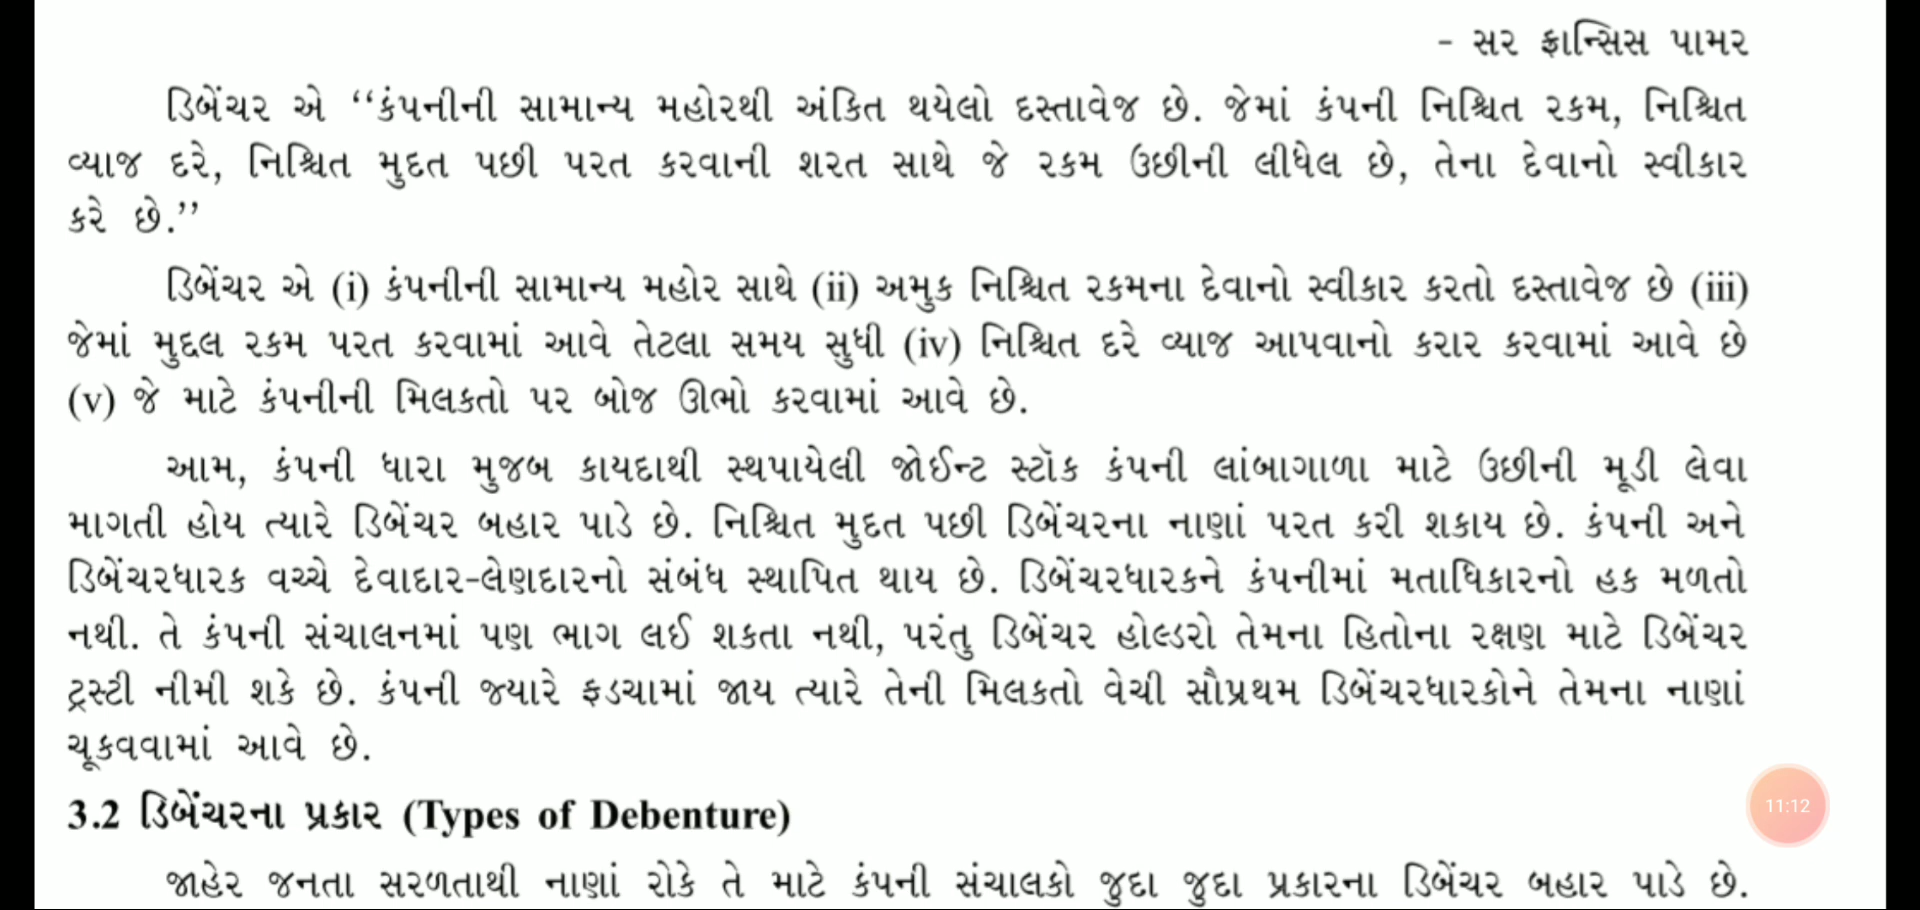 - સર ફ્રાન્સિસ પામર
ડિબેંચર એ ‘‘કંપનીની સામાન્ય મહોરથી અંકિત થયેલો દસ્તાવેજ છે. જેમાં કંપની નિશ્ચિત રકમ, નિશ્ચિત
વ્યાજ દરે, નિશ્ચિત મુદત પછી પરત કરવાની શરત સાથે જે રકમ ઉછીની લીધેલ છે, તેના દેવાનો સ્વીકાર
કરે છે.’’
ડિબેંચર એ (i) કંપનીની સામાન્ય મહોર સાથે (ii) અમુક નિશ્ચિત રકમના દેવાનો સ્વીકાર કરતો દસ્તાવેજ છે (iii)
જેમાં મુદ્દલ રકમ પરત કરવામાં આવે તેટલા સમય સુધી (iv) નિશ્ચિત દરે વ્યાજ આપવાનો કરાર કરવામાં આવે છે
(v) જે માટે કંપનીની મિલકતો પર બોજ ઊભો કરવામાં આવે છે.
આમ, કંપની ધારા મુજબ કાયદાથી સ્થપાયેલી જોઈન્ટ સ્ટૉક કંપની લાંબાગાળા માટે ઉછીની મૂડી લેવા
માગતી હોય ત્યારે ડિબેંચર બહાર પાડે છે. નિશ્ચિત મુદત પછી ડિબેંચરના નાણાં પરત કરી શકાય છે. કંપની અને
ડિબેંચરધારક વચ્ચે દેવાદાર-લેણદારનો સંબંધ સ્થાપિત થાય છે. ડિબેંચરધારકને કંપનીમાં મતાધિકારનો હક મળતો
નથી. તે કંપની સંચાલનમાં પણ ભાગ લઈ શકતા નથી, પરંતુ ડિબેંચર હોલ્ડરો તેમના હિતોના રક્ષણ માટે ડિબેંચર
ટ્રસ્ટી નીમી શકે છે. કંપની જ્યારે ફડચામાં જાય ત્યારે તેની મિલકતો વેચી સૌપ્રથમ ડિબેંચરધારકોને તેમના નાણાં
ચૂકવવામાં આવે છે.
3.2 ડિબેંચરના પ્રકાર (Types of Debenture)
11:12
જાહેર જનતા સરળતાથી નાણાં રોકે તે માટે કંપની સંચાલકો જુદા જુદા પ્રકારના ડિબેંચર બહાર પાડે છે.